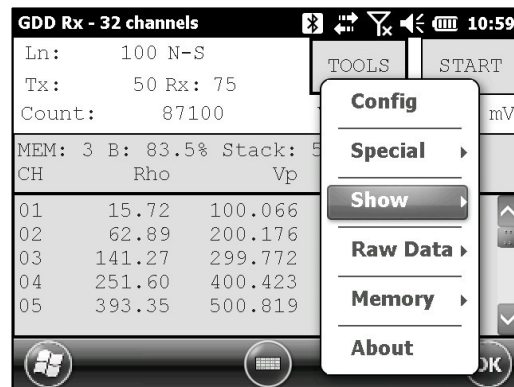 GDD Rx - 32 channels 10:59
Ln: 100 N-S
TOOLS START
Tx: 50 Rx: 75
Count: 87100 mV
MEM: 3 B: 83.5% Stack: 5
CH Rho Vp
01 15.72 100.066
02 62.89 200.176
03 141.27 299.772
04 251.60 400.423
05 393.35 500.819
Config
Special
Show
Raw Data
Memory
About
OK